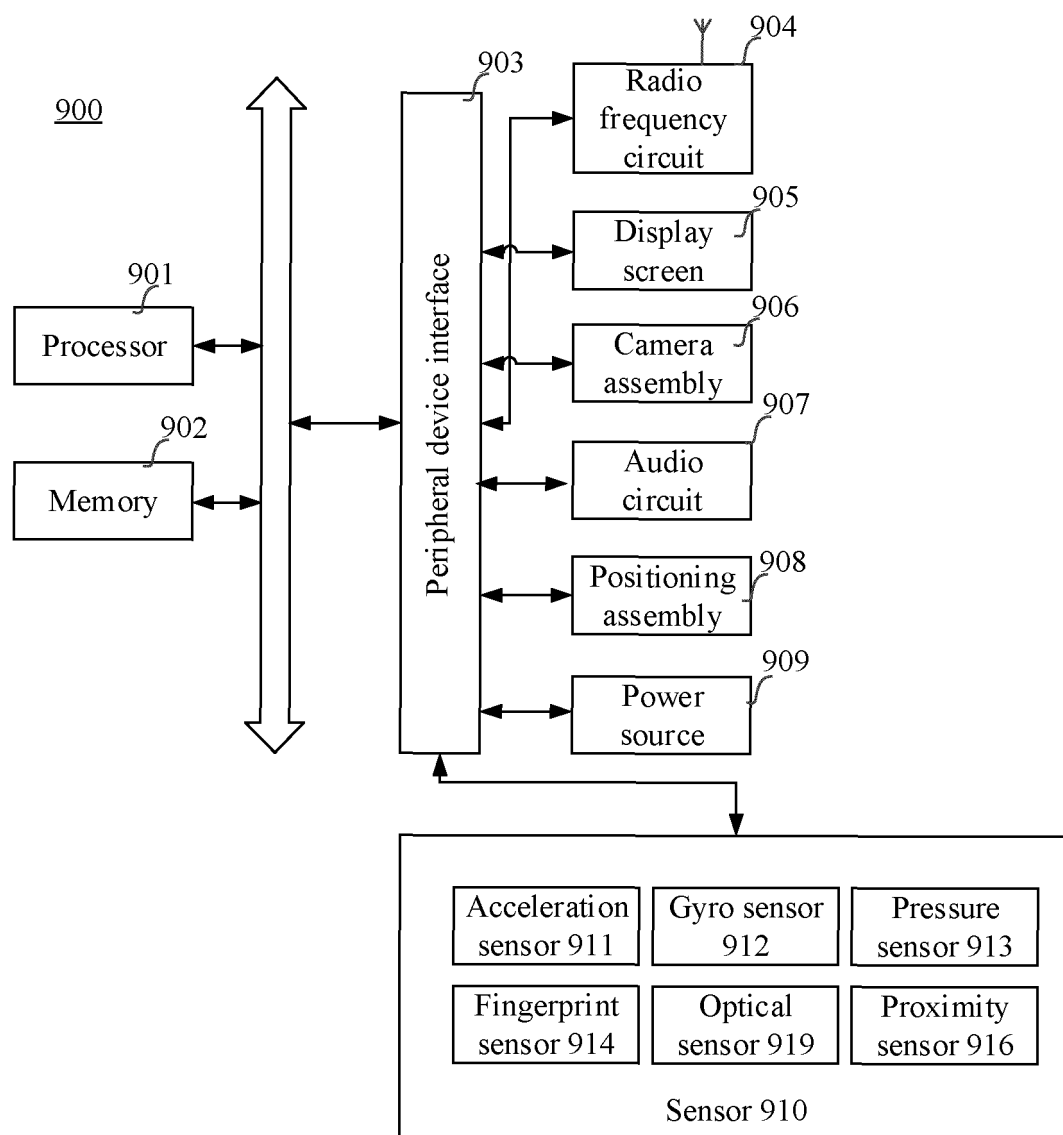 900
901
Processor
902
Memory
903
Peripheral device interface
904
Radio
frequency
circuit
905
Display
screen
906
Camera
assembly
907
Audio
circuit
908
Positioning
assembly
909
Power
source
Acceleration
sensor 911
Gyro sensor
912
Pressure
sensor 913
Fingerprint
sensor 914
Optical
sensor 919
Proximity
sensor 916
Sensor 910